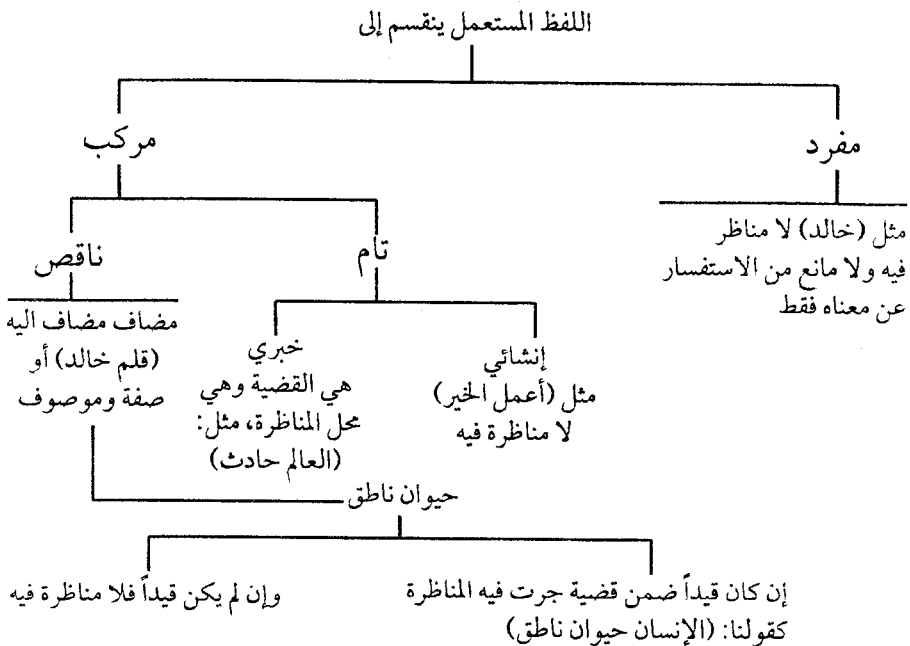 اللفظ المستعمل ينقسم إلى
مفرد
مركب
مثل (خالد) لا مناظر
فيه ولا مانع من الاستفسار
عن معناه فقط
تام
ناقص
إنشائي
مثل (أعمل الخير)
لا مناظرة فيه
خبري
هي القضية وهي
محل المناظرة، مثل:
(العالم حادث)
مضاف مضاف اليه
(قلم خالد) أو
صفة وموصوف
حيوان ناطق
إن كان قيداً ضمن قضية جرت فيه المناظرة
كقولنا: (الإنسان حيوان ناطق)
وإن لم يكن قيداً فلا مناظرة فيه